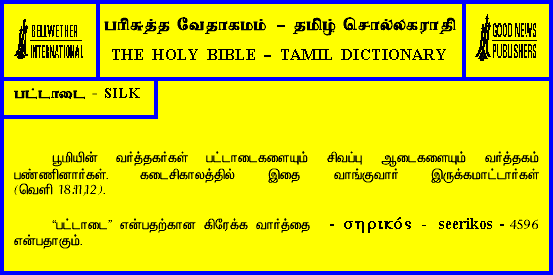 BELLWETHER
INTERNATIONAL
பரிசுத்த வேதாகமம் – தமிழ் சொல்லகராதி
THE HOLY BIBLE – TAMIL DICTIONARY
GOOD NEWS
PUBLISHERS
பட்டாடை - SILK
பூமியின் வர்த்தகர்கள் பட்டாடைகளையும் சிவப்பு ஆடைகளையும் வர்த்தகம்
பண்ணினார்கள். கடைசிகாலத்தில் இதை வாங்குவார் இருக்கமாட்டார்கள்
(வெளி 18:11,12).
“பட்டாடை” என்பதற்கான கிரேக்க வார்த்தை - σηρικός - seerikos - 4596
என்பதாகும்.